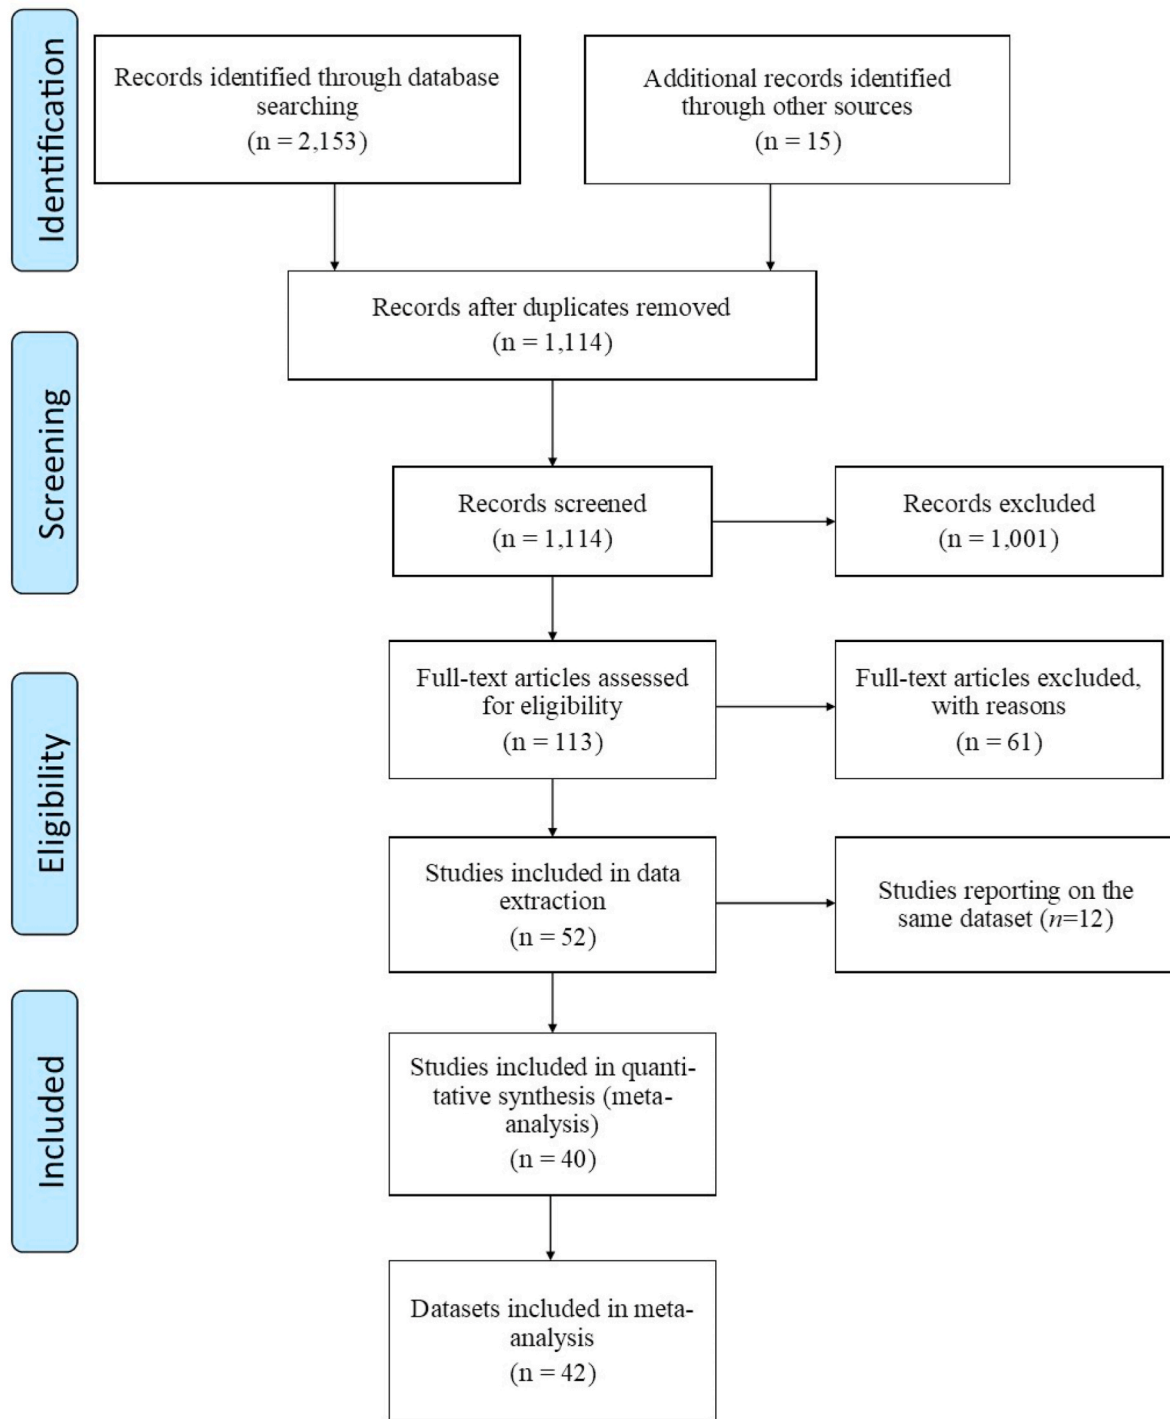 Identification
Records identified through database
searching
(n = 2,153)
Additional records identified
through other sources
(n = 15)
Records after duplicates removed
(n = 1,114)
Screening
Records screened
(n = 1,114)
Records excluded
(n = 1,001)
Eligibility
Full-text articles assessed
for eligibility
(n = 113)
Full-text articles excluded,
with reasons
(n = 61)
Studies included in data
extraction
(n = 52)
Studies reporting on the
same dataset (n=12)
Included
Studies included in quanti-
tative synthesis (meta-
analysis)
(n = 40)
Datasets included in meta-
analysis
(n = 42)